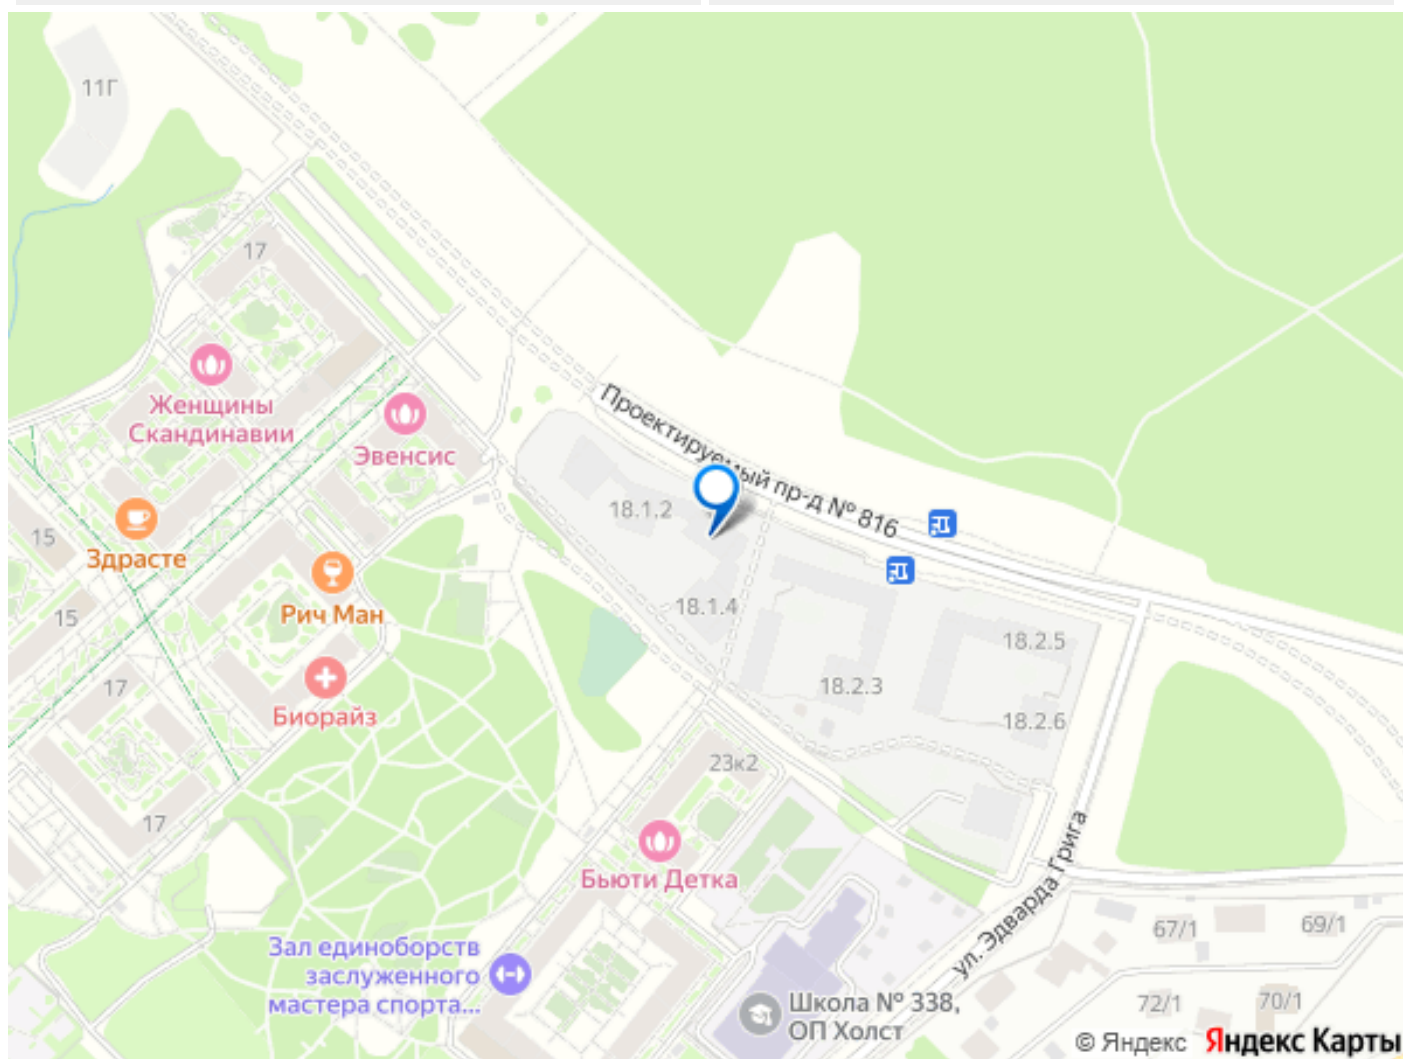 11Г
17
Женщины
Скандинавии
Эвенсис
Проектируемый пр-д № 816
18.1.2
15
Здрасте
Рич Ман
15
18.1.4
18.2.5
17
Биорайз
18.2.3
18.2.6
23к2
17
Бьюти Детка
ул. Эдварда Грига
67/1
69/1
Зал единоборств
заслуженного
мастера спорта...
Школа № 338,
ОП Холст
72/1
70/1
© Яндекс Яндекс Карты